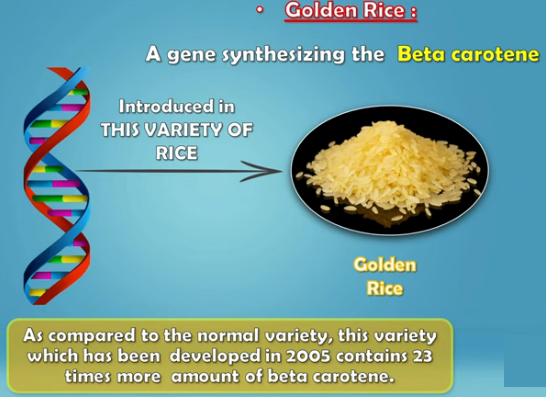 • Golden Rice :
A gene synthesizing the Beta carotene
Introduced in
THIS VARIETY OF
RICE
Golden
Rice
As compared to the normal variety, this variety
which has been developed in 2005 contains 23
times more amount of beta carotene.